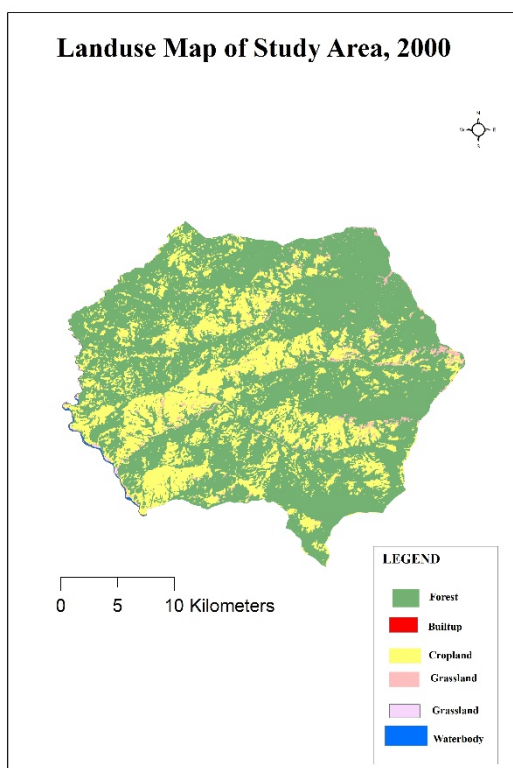 Landuse Map of Study Area, 2000
N
E
S
0 5 10 Kilometers
LEGEND
Forest
Builtup
Cropland
Grassland
Grassland
Waterbody